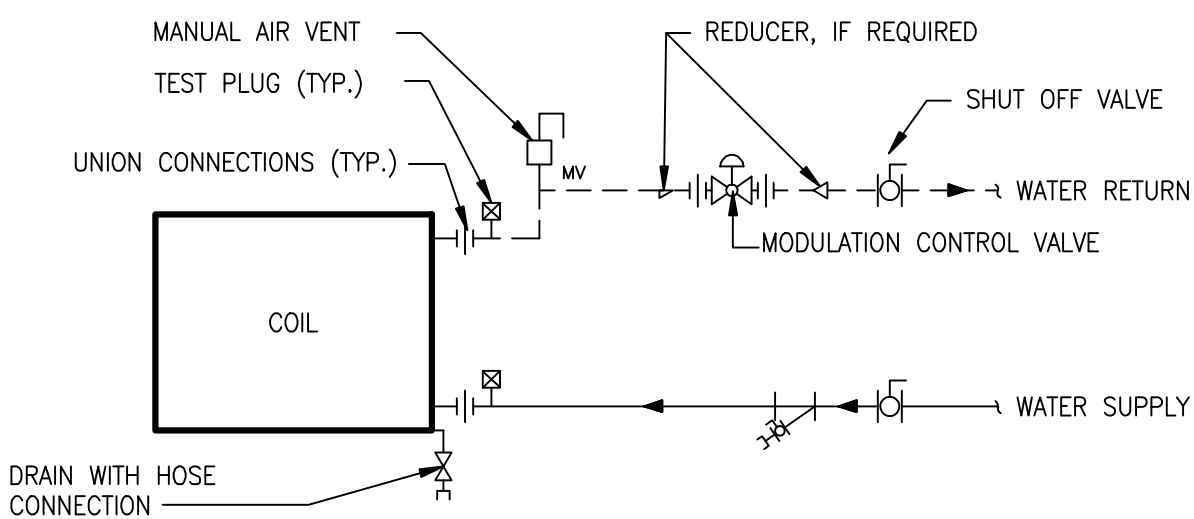 MANUAL AIR VENT
REDUCER, IF REQUIRED
TEST PLUG (TYP.)
SHUT OFF VALVE
UNION CONNECTIONS (TYP.)
MV
WATER RETURN
MODULATION CONTROL VALVE
COIL
WATER SUPPLY
DRAIN WITH HOSE
CONNECTION